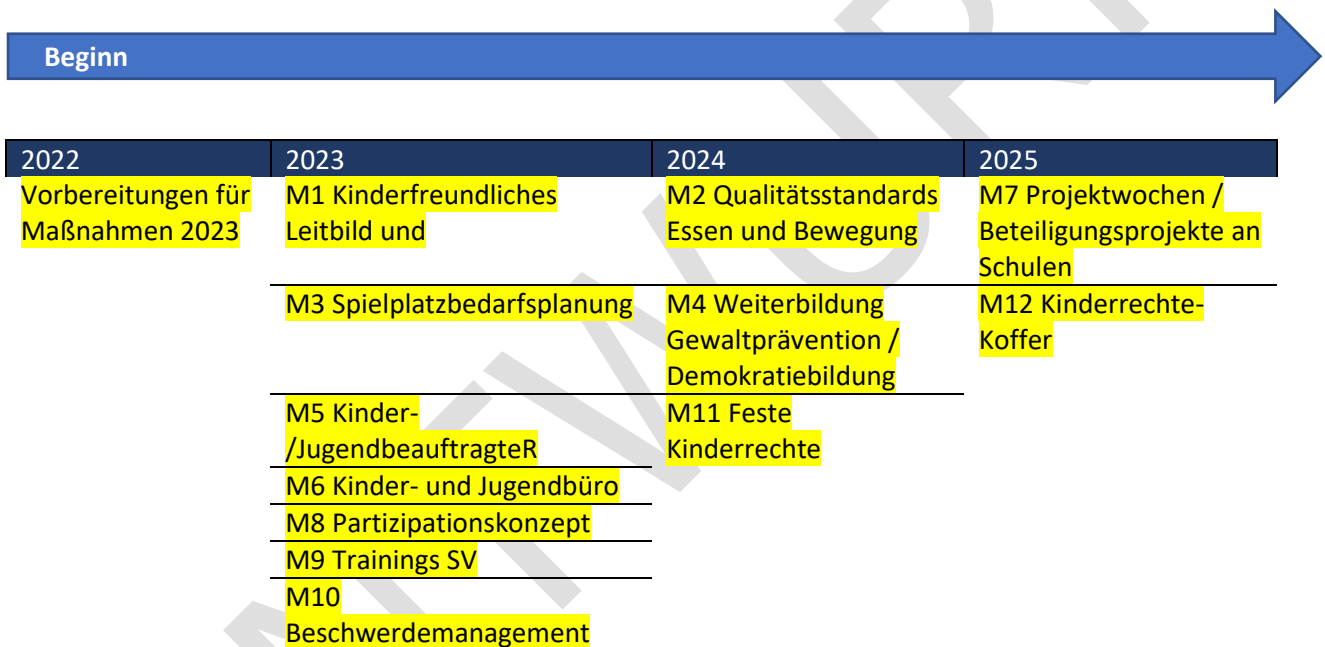 Beginn
2022 2023 2024 2025
Vorbereitungen für
Maßnahmen 2023
M1 Kinderfreundliches
Leitbild und
M2 Qualitätsstandards
Essen und Bewegung
M7 Projektwochen /
Beteiligungsprojekte an
Schulen
M3 Spielplatzbedarfsplanung
M4 Weiterbildung
Gewaltprävention /
Demokratiebildung
M12 Kinderrechte-
Koffer
M5 Kinder-
/JugendbeauftragteR
M11 Feste
Kinderrechte
M6 Kinder- und Jugendbüro
M8 Partizipationskonzept
M9 Trainings SV
M10
Beschwerdemanagement